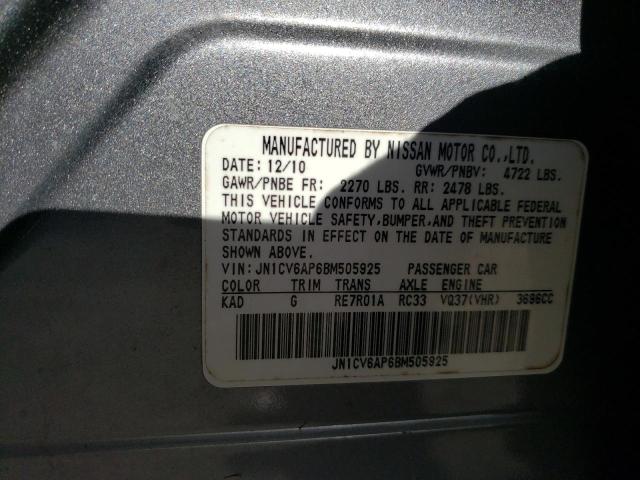 MANUFACTURED BY NISSAN MOTOR CO.,LTD.
DATE: 12/10 GVWR/PNBV: 4722 LBS.
GAWR/PNBE FR: 2270 LBS. RR: 2478 LBS.
THIS VEHICLE CONFORMS TO ALL APPLICABLE FEDERAL
MOTOR VEHICLE SAFETY,BUMPER,AND THEFT PREVENTION
STANDARDS IN EFFECT ON THE DATE OF MANUFACTURE
SHOWN ABOVE.
VIN:JN1CV6AP6BM505925 PASSENGER CAR
COLOR TRIM TRANS AXLE ENGINE
KAD G RE7R01A RC33 VQ37(VHR) 3696CC
JN1CV6AP6BM505925